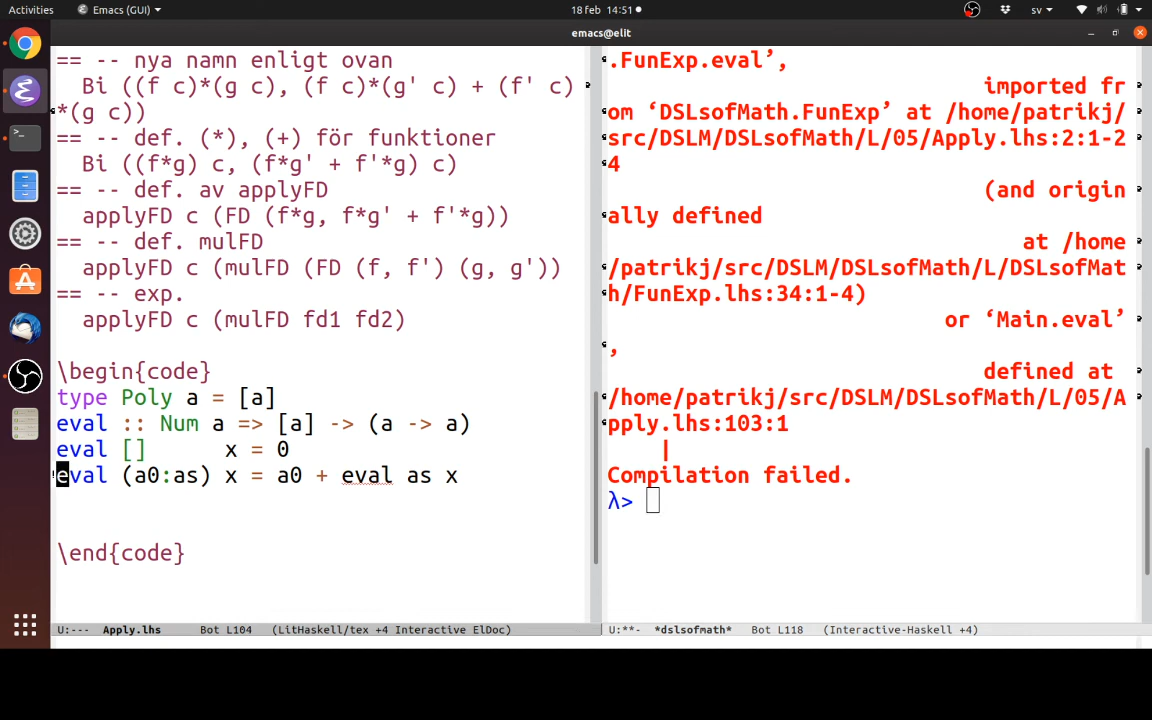 Activities
Emacs (GUI)
18 feb 14:51
sv
emacs@elit
== -- nya namn enligt ovan
Bi ((f c)*(g c), (f c)*(g' c) + (f' c)
*(g c))
== -- def. (*), (+) för funktioner
Bi ((f*g) c, (f*g' + f'*g) c)
== -- def. av applyFD
applyFD c (FD (f*g, f*g' + f'*g))
== -- def. mulFD
applyFD c (mulFD (FD (f, f') (g, g'))
== -- exp.
applyFD c (mulFD fd1 fd2)
\begin{code}
type Poly a = [a]
eval :: Num a => [a] -> (a -> a)
eval [] x = 0
eval (a0:as) x = a0 + eval as x
\end{code}
U:--- Apply.lhs Bot L104 (LitHaskell/tex +4 Interactive ElDoc)
.FunExp.eval’,
imported fr
om ‘DSLsofMath.FunExp’ at /home/patrikj/
src/DSLM/DSLsofMath/L/05/Apply.lhs:2:1-2
4
(and origin
ally defined
at /home
/patrikj/src/DSLM/DSLsofMath/L/DSLsofMat
h/FunExp.lhs:34:1-4)
or ‘Main.eval’
,
defined at
/home/patrikj/src/DSLM/DSLsofMath/L/05/A
pply.lhs:103:1
|
Compilation failed.
λ>
U:**- *dslsofmath* Bot L118 (Interactive-Haskell +4)